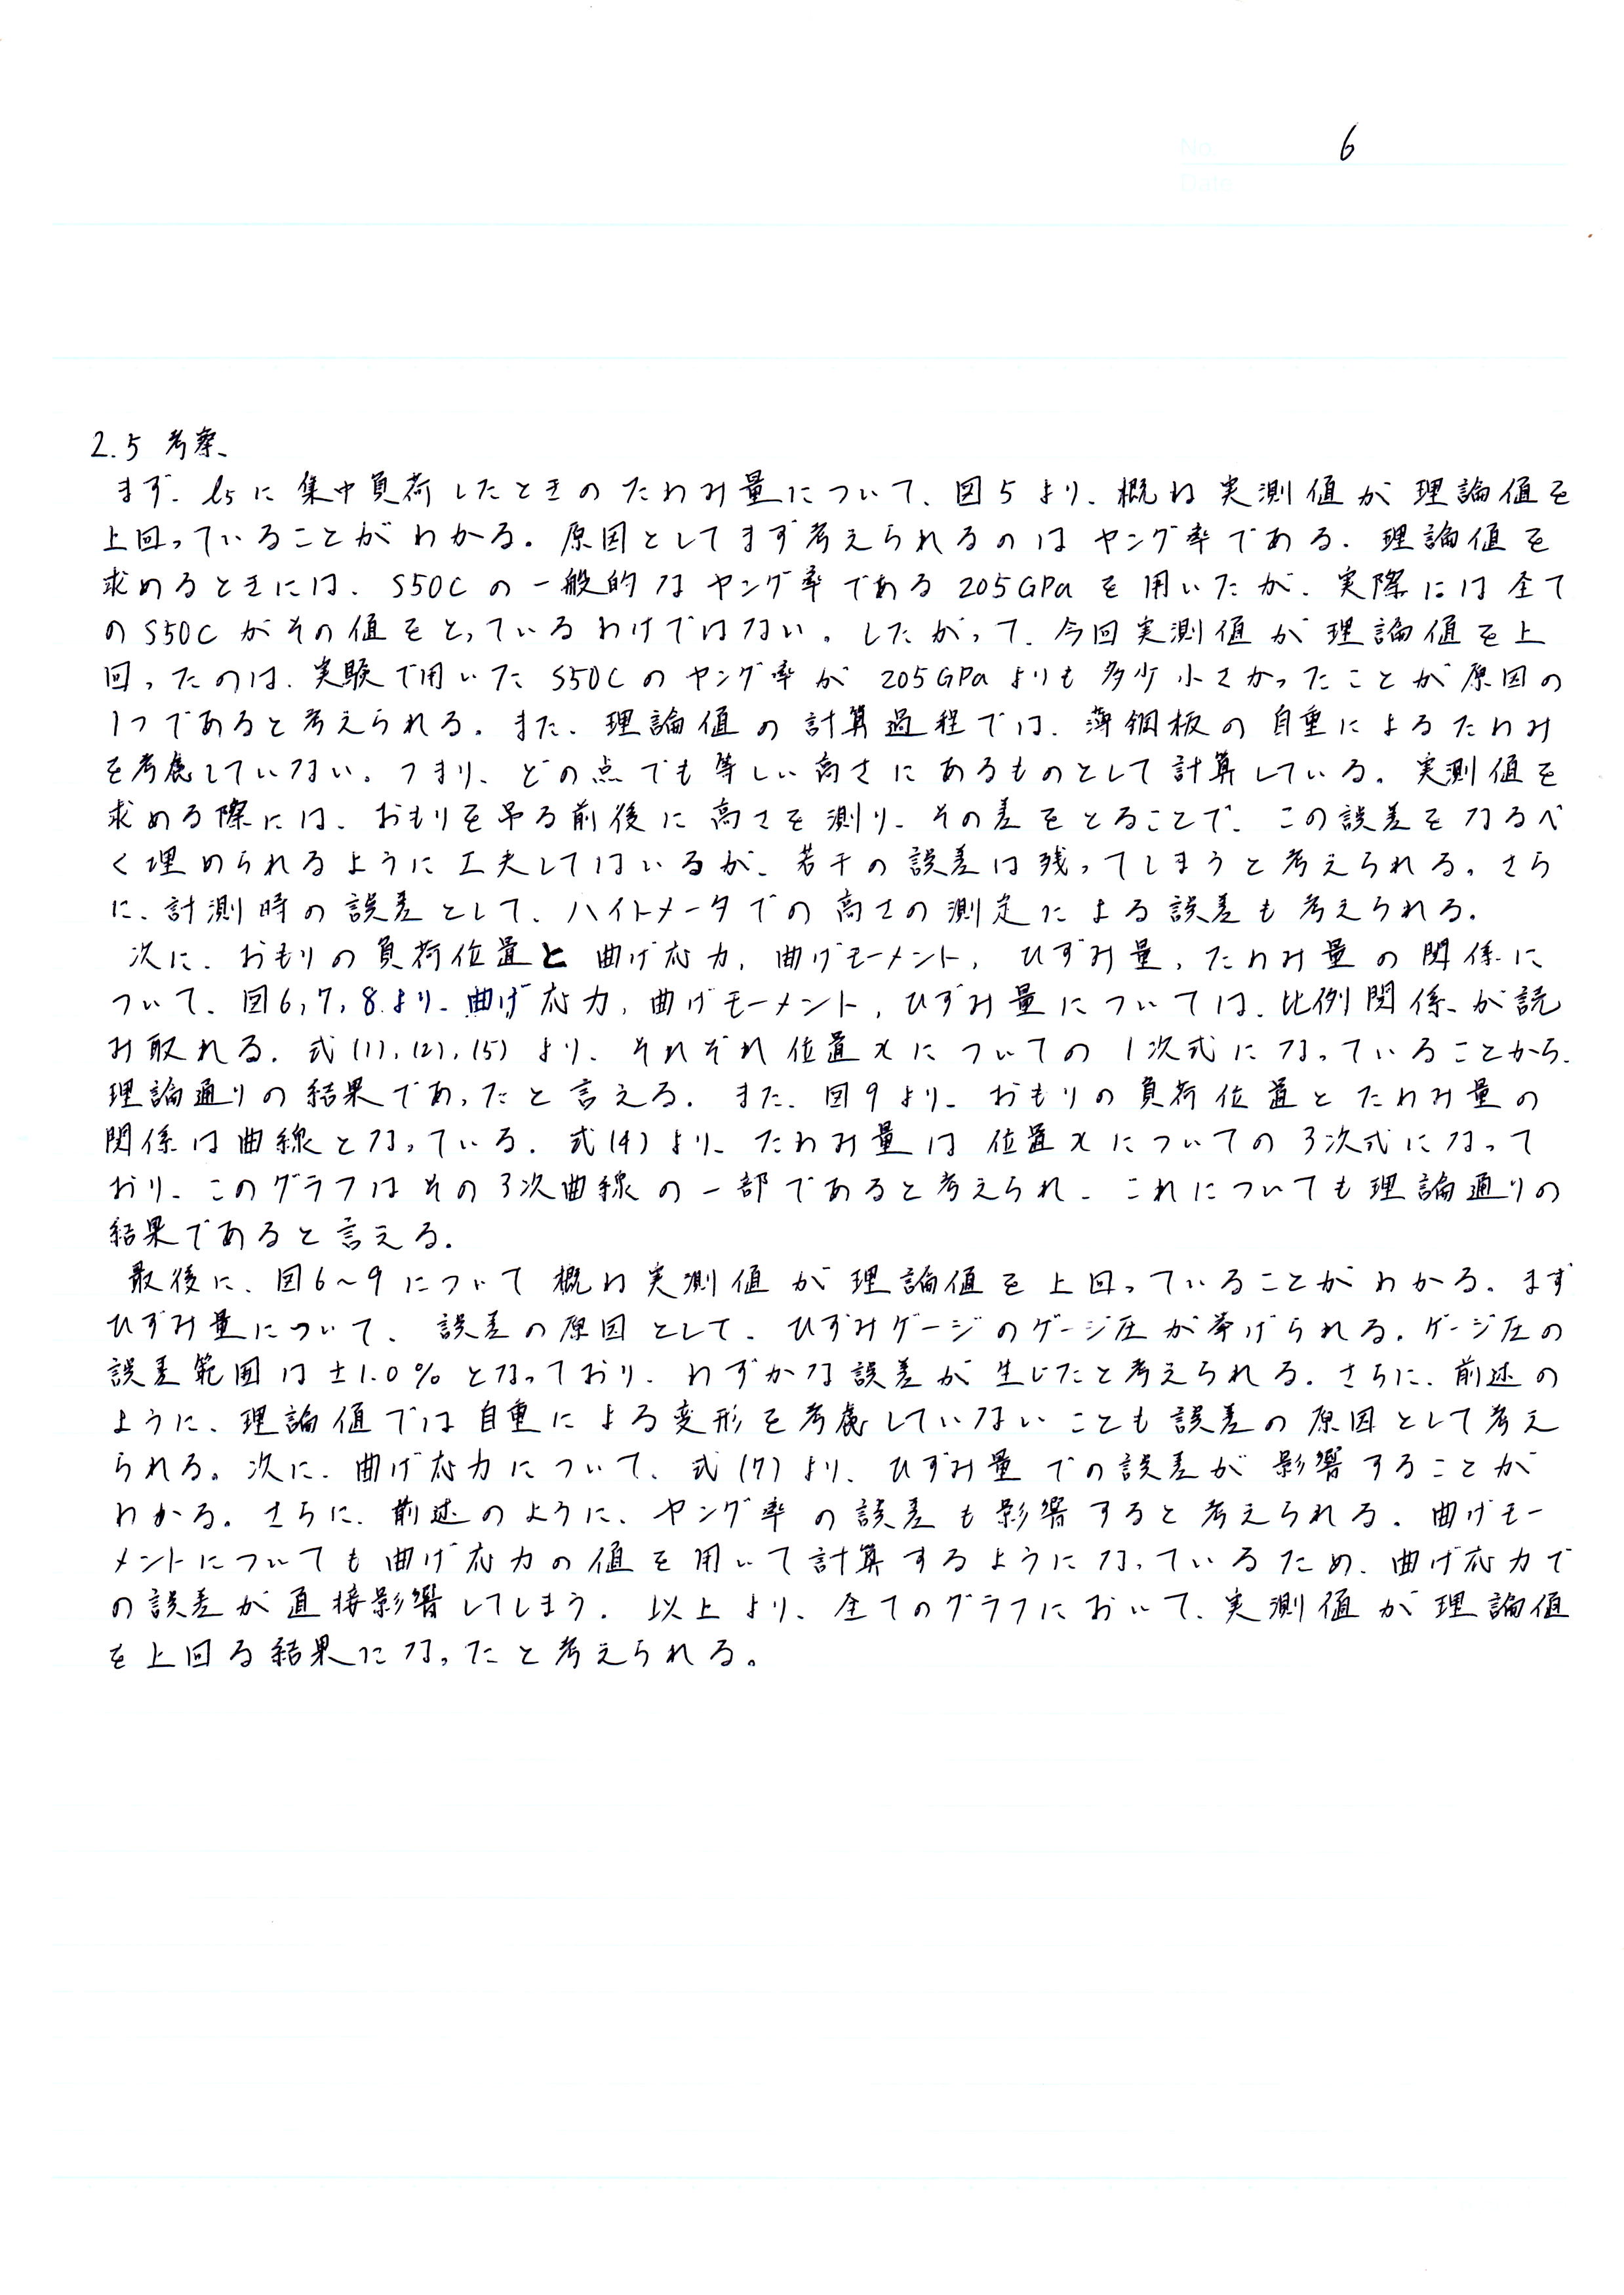 No. 6
Date
2.5 考察
まず、l5に集中負荷したときのたわみ量について、図5より、概ね実測値が理論値を
上回っていることがわかる。原因としてまず考えられるのはヤング率である。理論値を
求めるときには、S50Cの一般的なヤング率である205GPaを用いたが、実際には全て
のS50Cがその値をとっているわけではない。したがって、今回実測値が理論値を上
回ったのは、実験で用いたS50Cのヤング率が205GPaよりも多少小さかったことが原因の
1つであると考えられる。また、理論値の計算過程では、薄鋼板の自重によるたわみ
を考慮していない。つまり、どの点でも等しい高さにあるものとして計算している。実測値を
求める際には、おもりを吊る前後に高さを測り、その差をとることで、この誤差をなるべ
く埋められるように工夫してはいるが、若干の誤差は残ってしまうと考えられる。さら
に、計測時の誤差として、ハイトメータでの高さの測定による誤差も考えられる。
次に、おもりの負荷位置と曲げ応力,曲げモーメント,ひずみ量,たわみ量の関係に
ついて、図6,7,8より、曲げ応力,曲げモーメント,ひずみ量については、比例関係が読
み取れる。式(1),(2),(5)より、それぞれ位置xについての1次式になっていることから、
理論通りの結果であったと言える。また、図9より、おもりの負荷位置とたわみ量の
関係は曲線となっている。式(4)より、たわみ量は位置xについての3次式になって
おり、このグラフはその3次曲線の一部であると考えられ、これについても理論通りの
結果であると言える。
最後に、図6~9について概ね実測値が理論値を上回っていることがわかる。まず
ひずみ量について、誤差の原因として、ひずみゲージのゲージ圧が挙げられる。ゲージ圧の
誤差範囲は±1.0%となっており、わずかな誤差が生じたと考えられる。さらに、前述の
ように、理論値では自重による変形を考慮していないことも誤差の原因として考え
られる。次に、曲げ応力について、式(7)より、ひずみ量での誤差が影響することが
わかる。さらに、前述のように、ヤング率の誤差も影響すると考えられる。曲げモー
メントについても曲げ応力の値を用いて計算するようになっているため、曲げ応力で
の誤差が直接影響してしまう。以上より、全てのグラフにおいて、実測値が理論値
を上回る結果になったと考えられる。